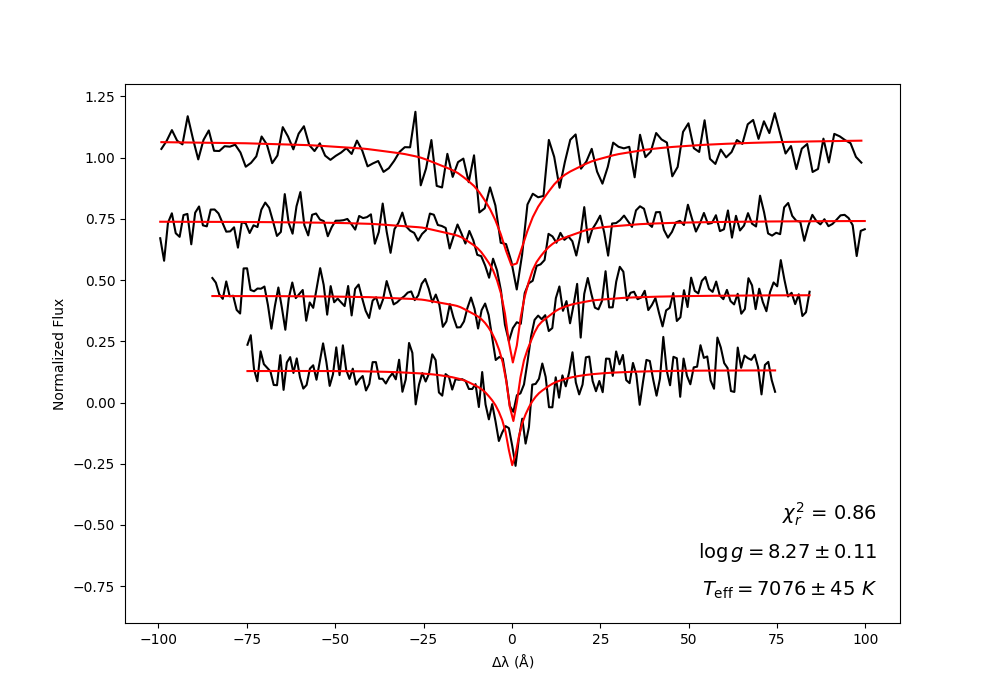 1.25
1.00
0.75
0.50
0.25
0.00
−0.25
−0.50
−0.75
Normalized Flux
χ²ᵣ = 0.86
log g = 8.27 ± 0.11
T_eff = 7076 ± 45 K
−100 −75 −50 −25 0 25 50 75 100
Δλ (Å)